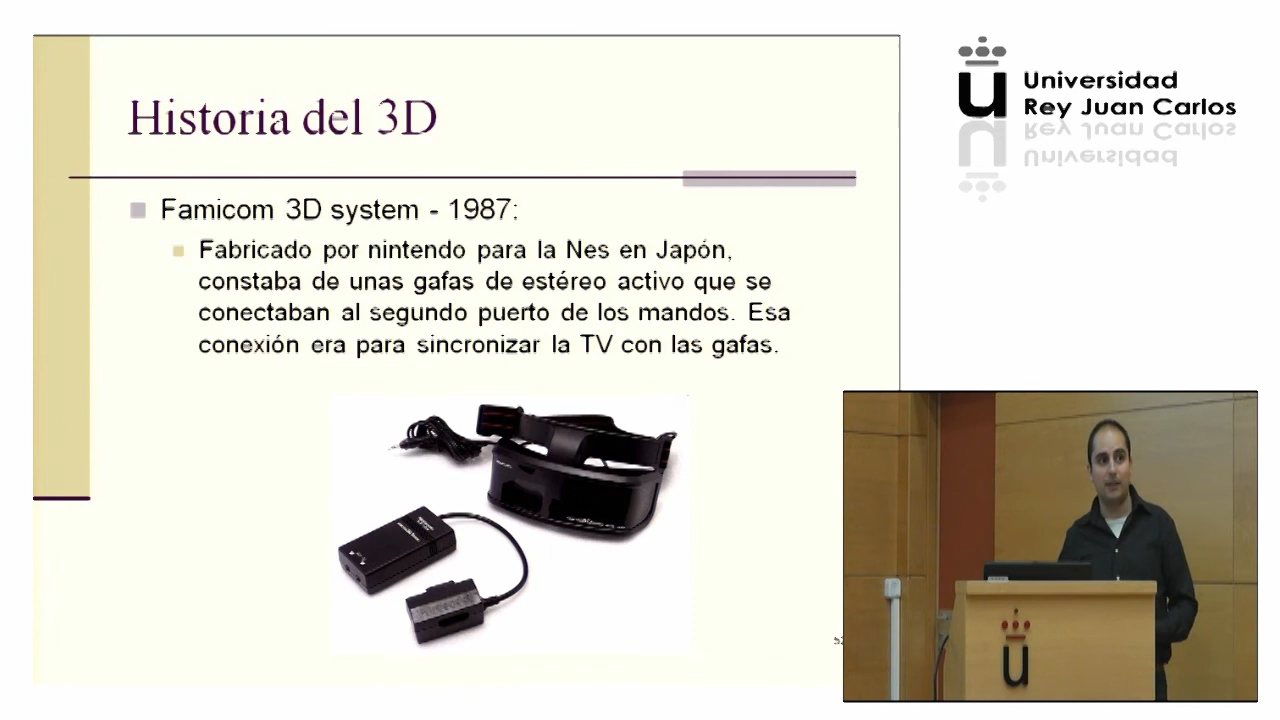 Historia del 3D
Famicom 3D system - 1987:
Fabricado por nintendo para la Nes en Japón,
constaba de unas gafas de estéreo activo que se
conectaban al segundo puerto de los mandos. Esa
conexión era para sincronizar la TV con las gafas.
u Universidad
Rey Juan Carlos
u